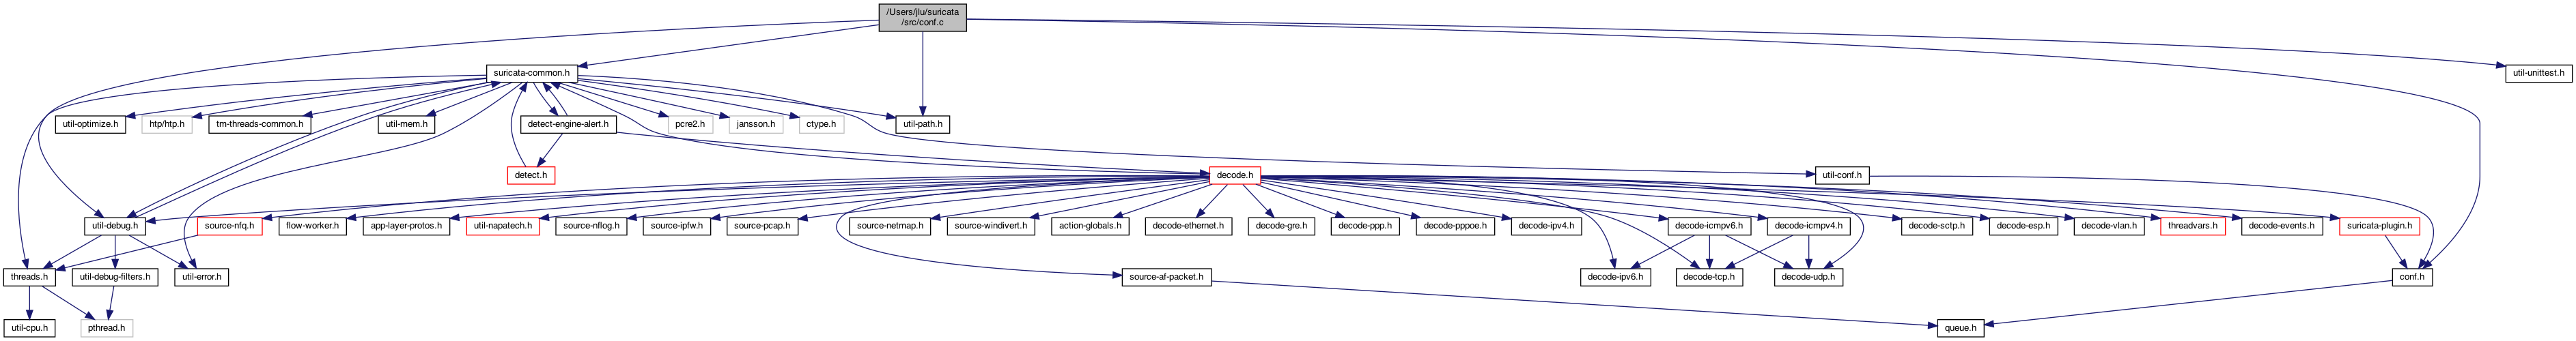 /Users/jlu/suricata
/src/conf.c
suricata-common.h
util-unittest.h
util-optimize.h
htp/htp.h
tm-threads-common.h
util-mem.h
detect-engine-alert.h
pcre2.h
jansson.h
ctype.h
util-path.h
detect.h
decode.h
util-conf.h
util-debug.h
source-nfq.h
flow-worker.h
app-layer-protos.h
util-napatech.h
source-nflog.h
source-ipfw.h
source-pcap.h
source-netmap.h
source-windivert.h
action-globals.h
decode-ethernet.h
decode-gre.h
decode-ppp.h
decode-pppoe.h
decode-ipv4.h
decode-icmpv6.h
decode-icmpv4.h
decode-sctp.h
decode-esp.h
decode-vlan.h
threadvars.h
decode-events.h
suricata-plugin.h
threads.h
util-debug-filters.h
util-error.h
source-af-packet.h
decode-ipv6.h
decode-tcp.h
decode-udp.h
conf.h
util-cpu.h
pthread.h
queue.h